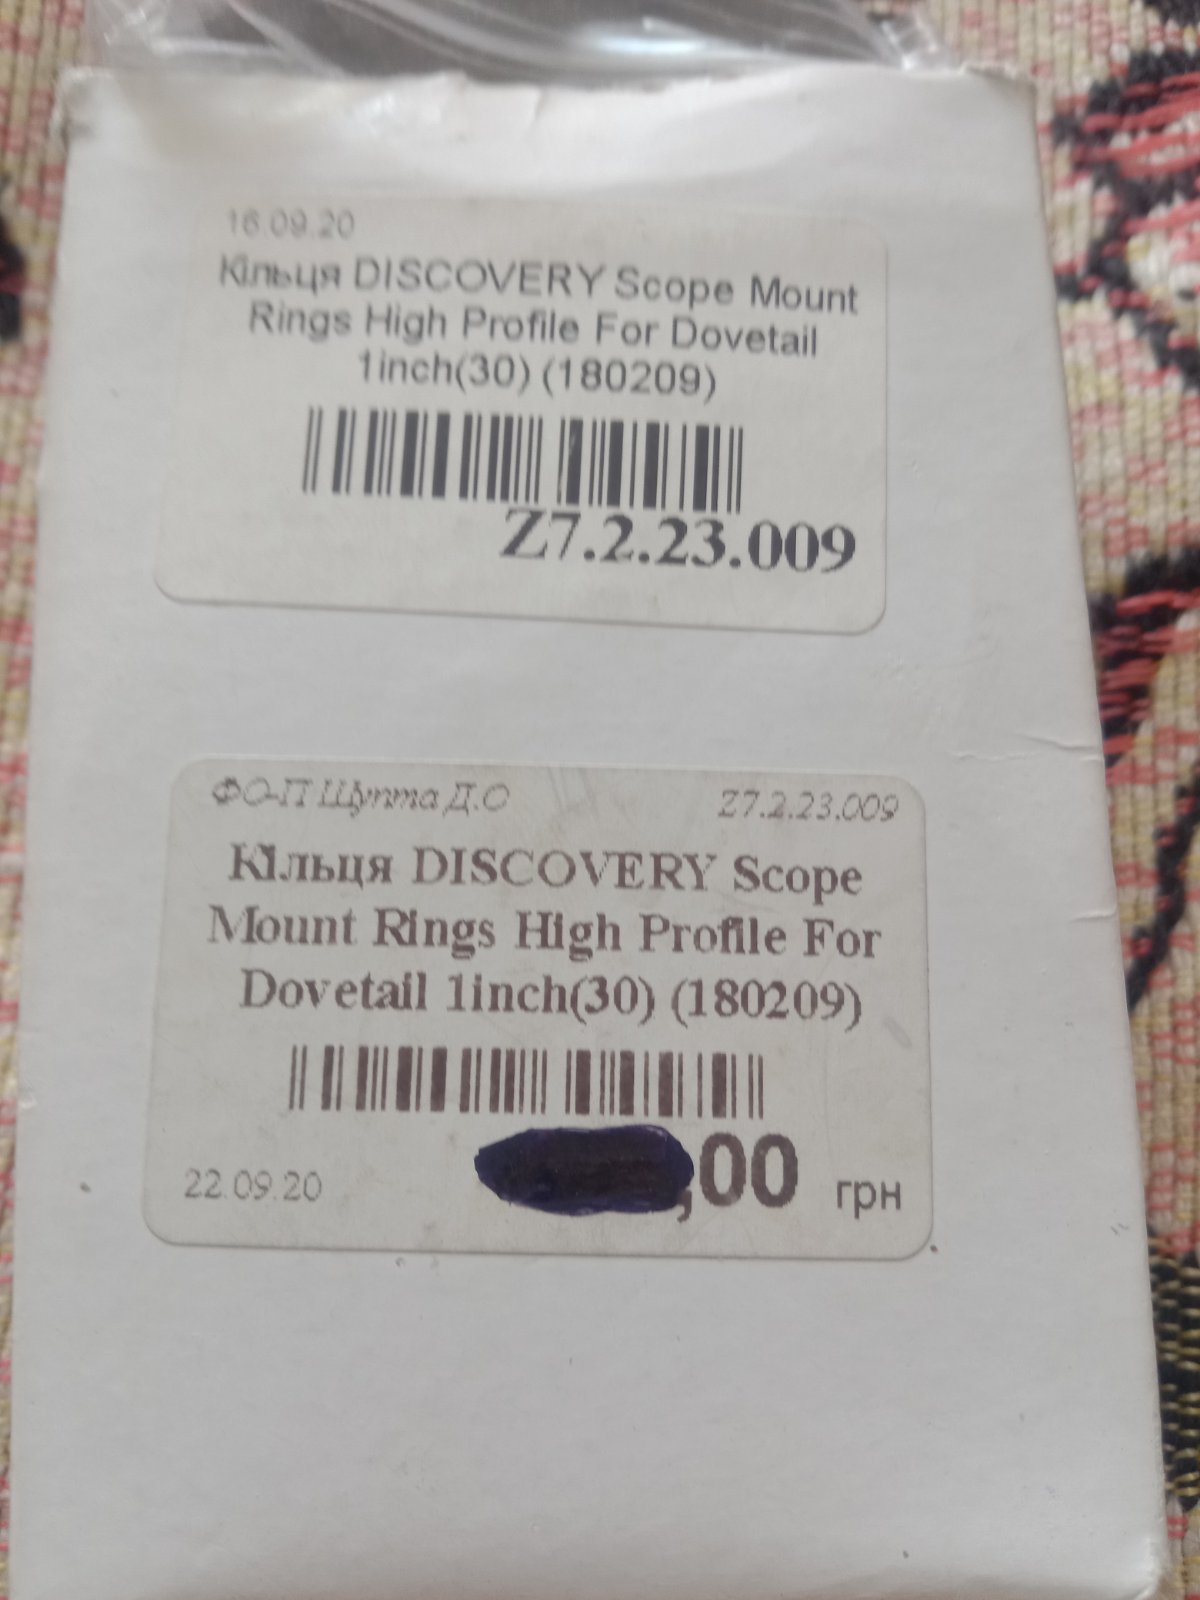 16.09.20
Кільця DISCOVERY Scope Mount
Rings High Profile For Dovetail
1inch(30) (180209)
Z7.2.23.009
ФО-П Щупта Д.О Z7.2.23.009
Кільця DISCOVERY Scope
Mount Rings High Profile For
Dovetail 1inch(30) (180209)
22.09.20 ,00 грн